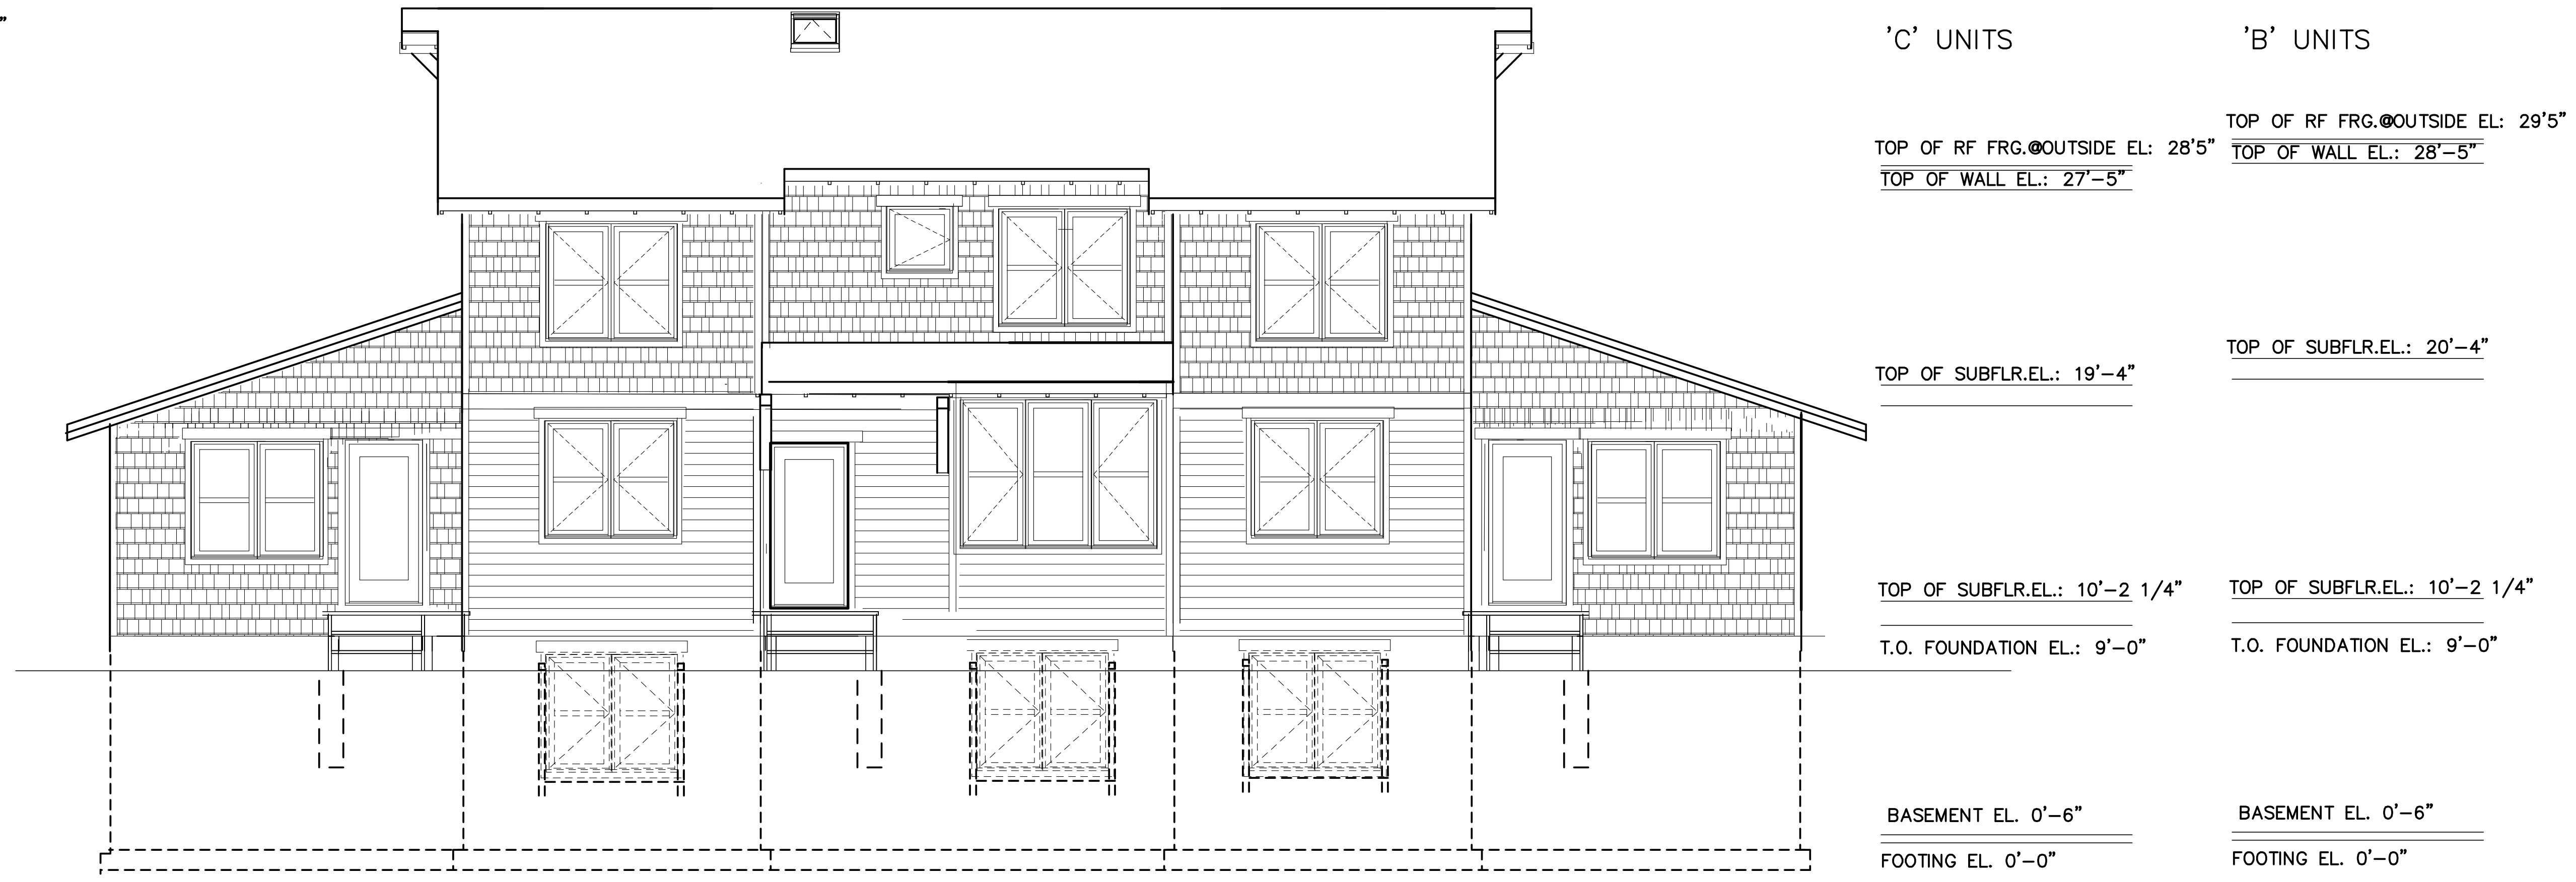 ”
'C' UNITS
TOP OF RF FRG.@OUTSIDE EL: 28'5”
TOP OF WALL EL.: 27'–5”
TOP OF SUBFLR.EL.: 19'–4”
TOP OF SUBFLR.EL.: 10'–2 1/4”
T.O. FOUNDATION EL.: 9'–0”
BASEMENT EL. 0'–6”
FOOTING EL. 0'–0”
'B' UNITS
TOP OF RF FRG.@OUTSIDE EL: 29'5”
TOP OF WALL EL.: 28'–5”
TOP OF SUBFLR.EL.: 20'–4”
TOP OF SUBFLR.EL.: 10'–2 1/4”
T.O. FOUNDATION EL.: 9'–0”
BASEMENT EL. 0'–6”
FOOTING EL. 0'–0”